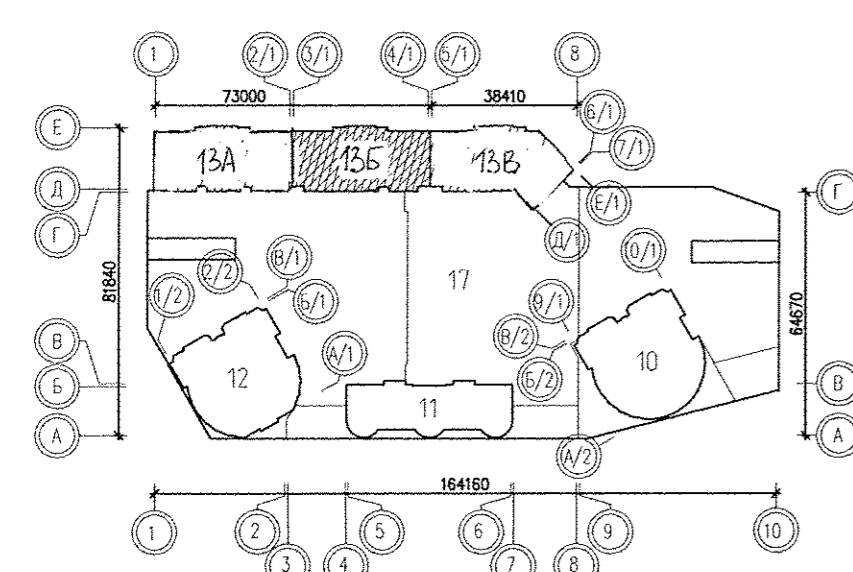 1 2/1 3/1 4/1 5/1 8
73000 38410
6/1
7/1
Е
13А 13Б 13В
Д Г
Е/1
Г
Д/1
В/1 0/1
2/2
Б/1
17
81840
1/2 9/1
64670
В В/2
А/1
Б/2
10
Б 12 В
11
А А
А/2
164160
1 2 5 6 9 10
3 4 7 8